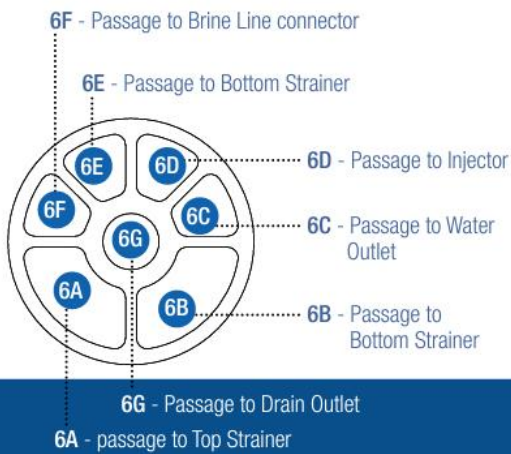 6F - Passage to Brine Line connector
6E - Passage to Bottom Strainer
6E
6D
6D - Passage to Injector
6F
6C
6C - Passage to Water
Outlet
6G
6A
6B
6B - Passage to
Bottom Strainer
6G - Passage to Drain Outlet
6A - passage to Top Strainer